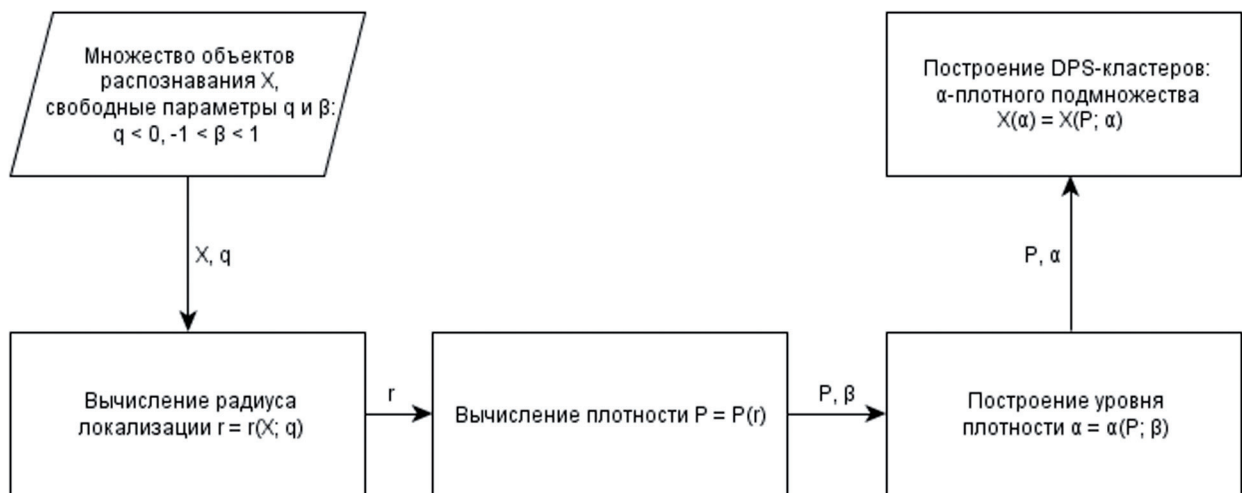 Множество объектов
распознавания X,
свободные параметры q и β:
q < 0, -1 < β < 1
X, q
Вычисление радиуса
локализации r = r(X; q)
r
Вычисление плотности P = P(r)
P, β
Построение уровня
плотности α = α(P; β)
P, α
Построение DPS-кластеров:
α-плотного подмножества
X(α) = X(P; α)